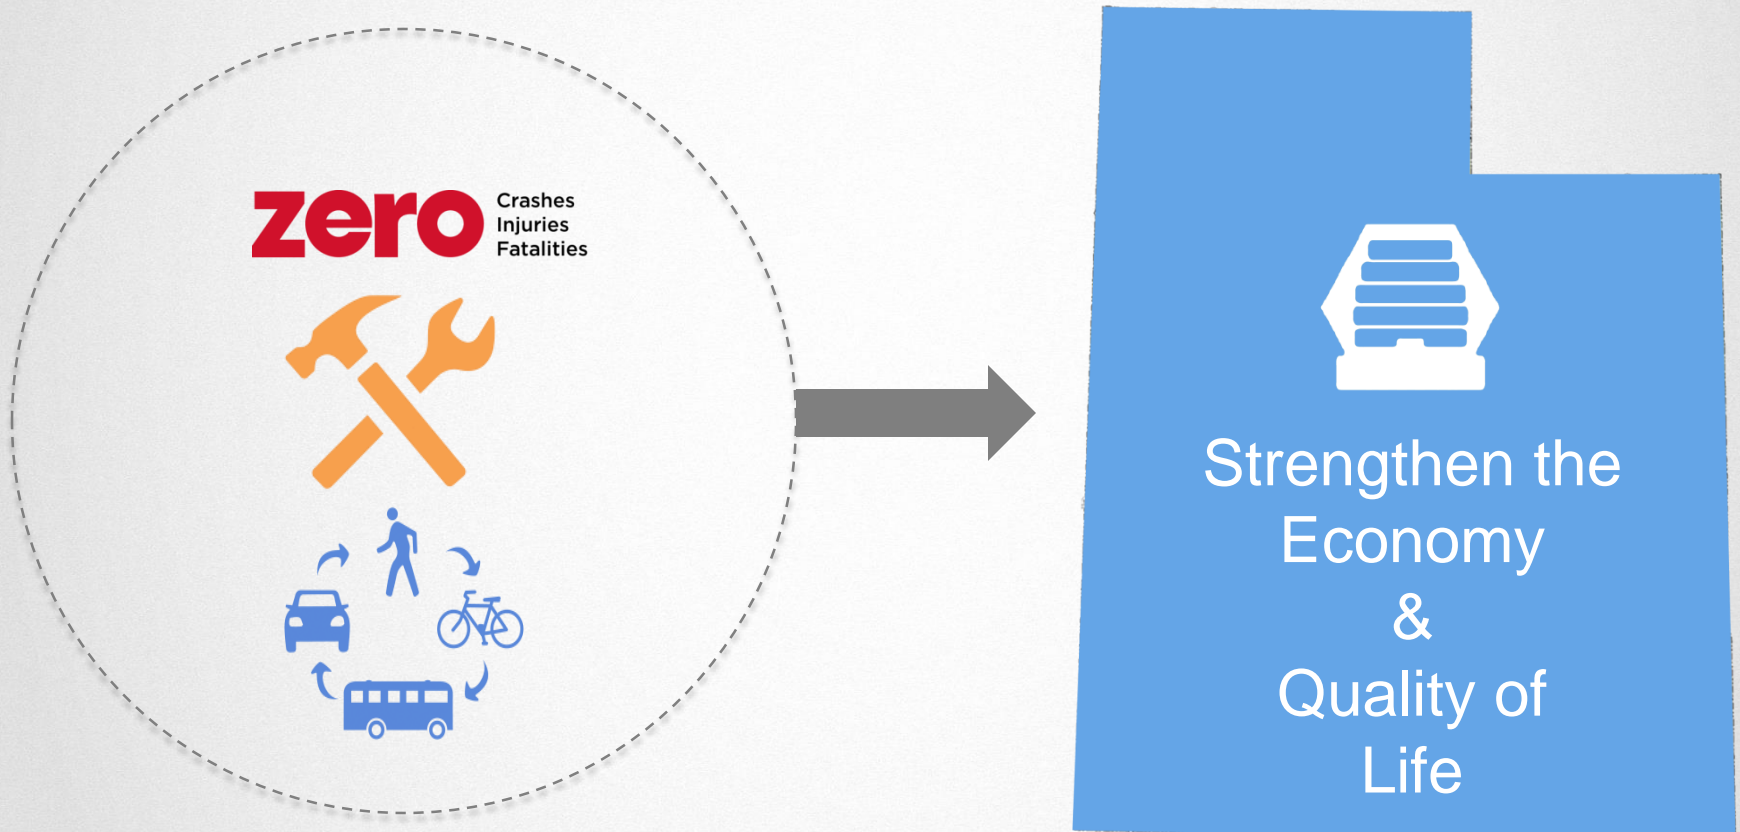 zero
Crashes
Injuries
Fatalities
Strengthen the
Economy
&
Quality of
Life